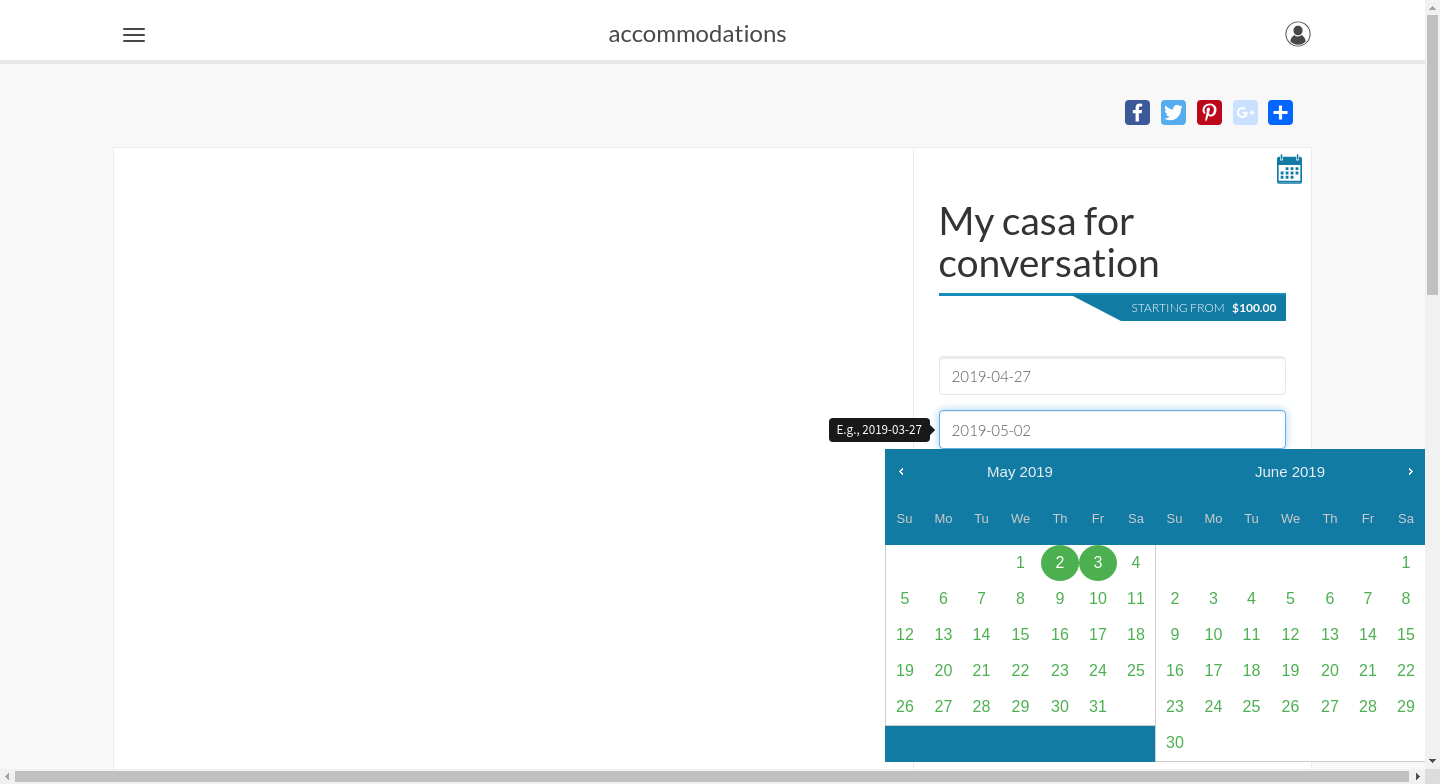 accommodations
My casa for
conversation
STARTING FROM $100.00
2019-04-27
E.g., 2019-03-27
2019-05-02
May 2019
Su Mo Tu We Th Fr Sa
1 2 3 4
5 6 7 8 9 10 11
12 13 14 15 16 17 18
19 20 21 22 23 24 25
26 27 28 29 30 31
June 2019
Su Mo Tu We Th Fr Sa
1
2 3 4 5 6 7 8
9 10 11 12 13 14 15
16 17 18 19 20 21 22
23 24 25 26 27 28 29
30